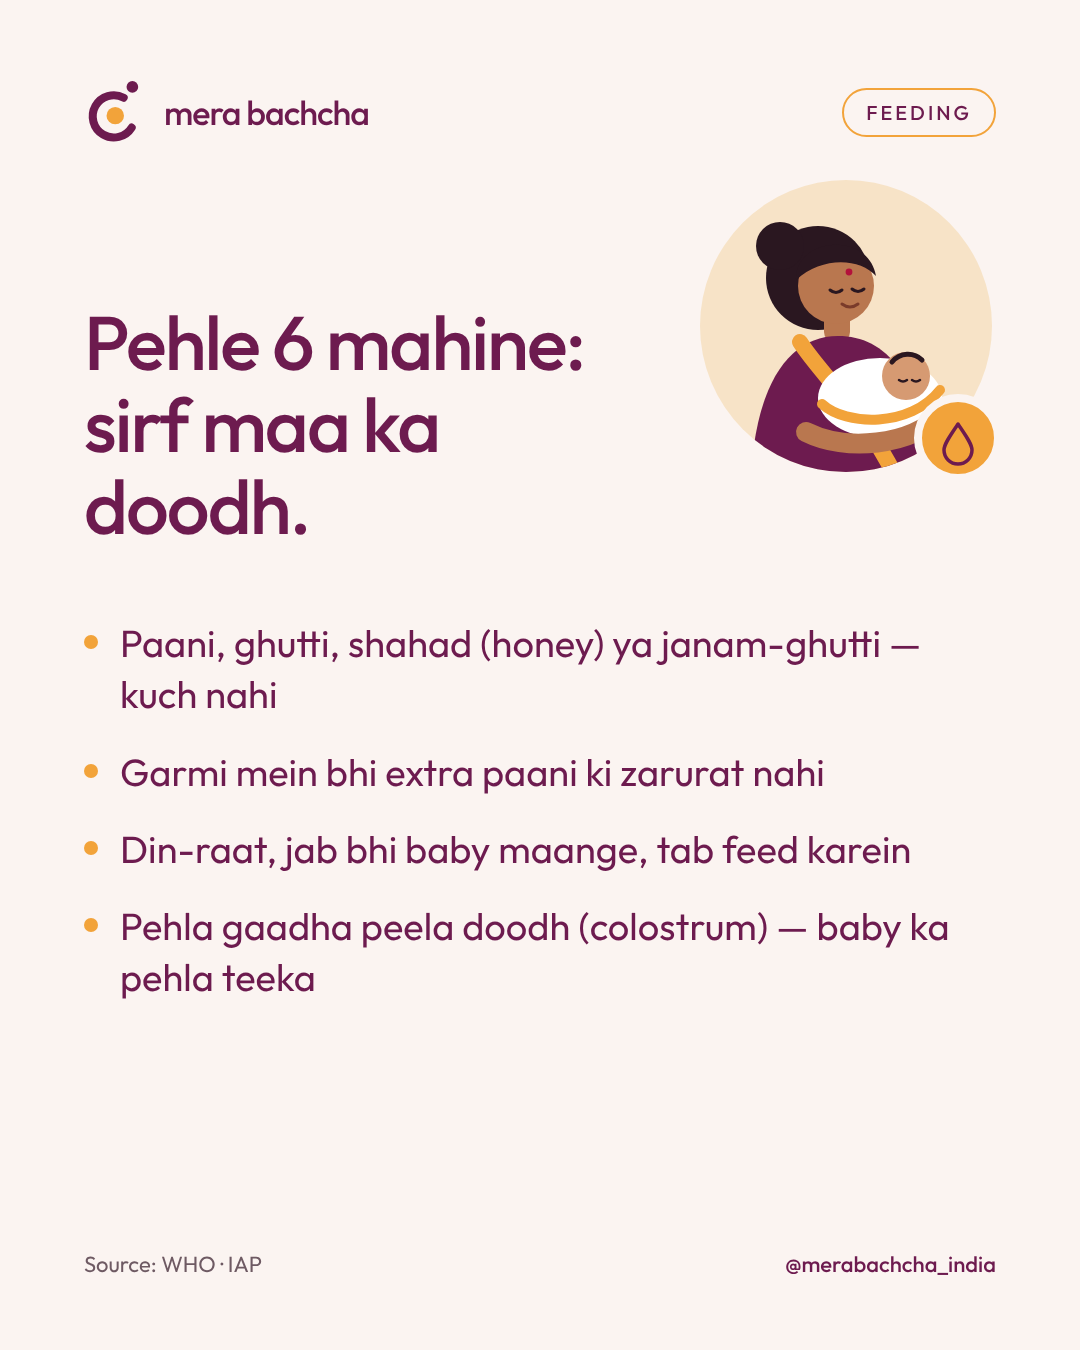 mera bachcha
FEEDING
Pehle 6 mahine:
sirf maa ka
doodh.
Paani, ghutti, shahad (honey) ya janam-ghutti —
kuch nahi
Garmi mein bhi extra paani ki zarurat nahi
Din-raat, jab bhi baby maange, tab feed karein
Pehla gaadha peela doodh (colostrum) — baby ka
pehla teeka
Source: WHO · IAP
@merabachcha_india